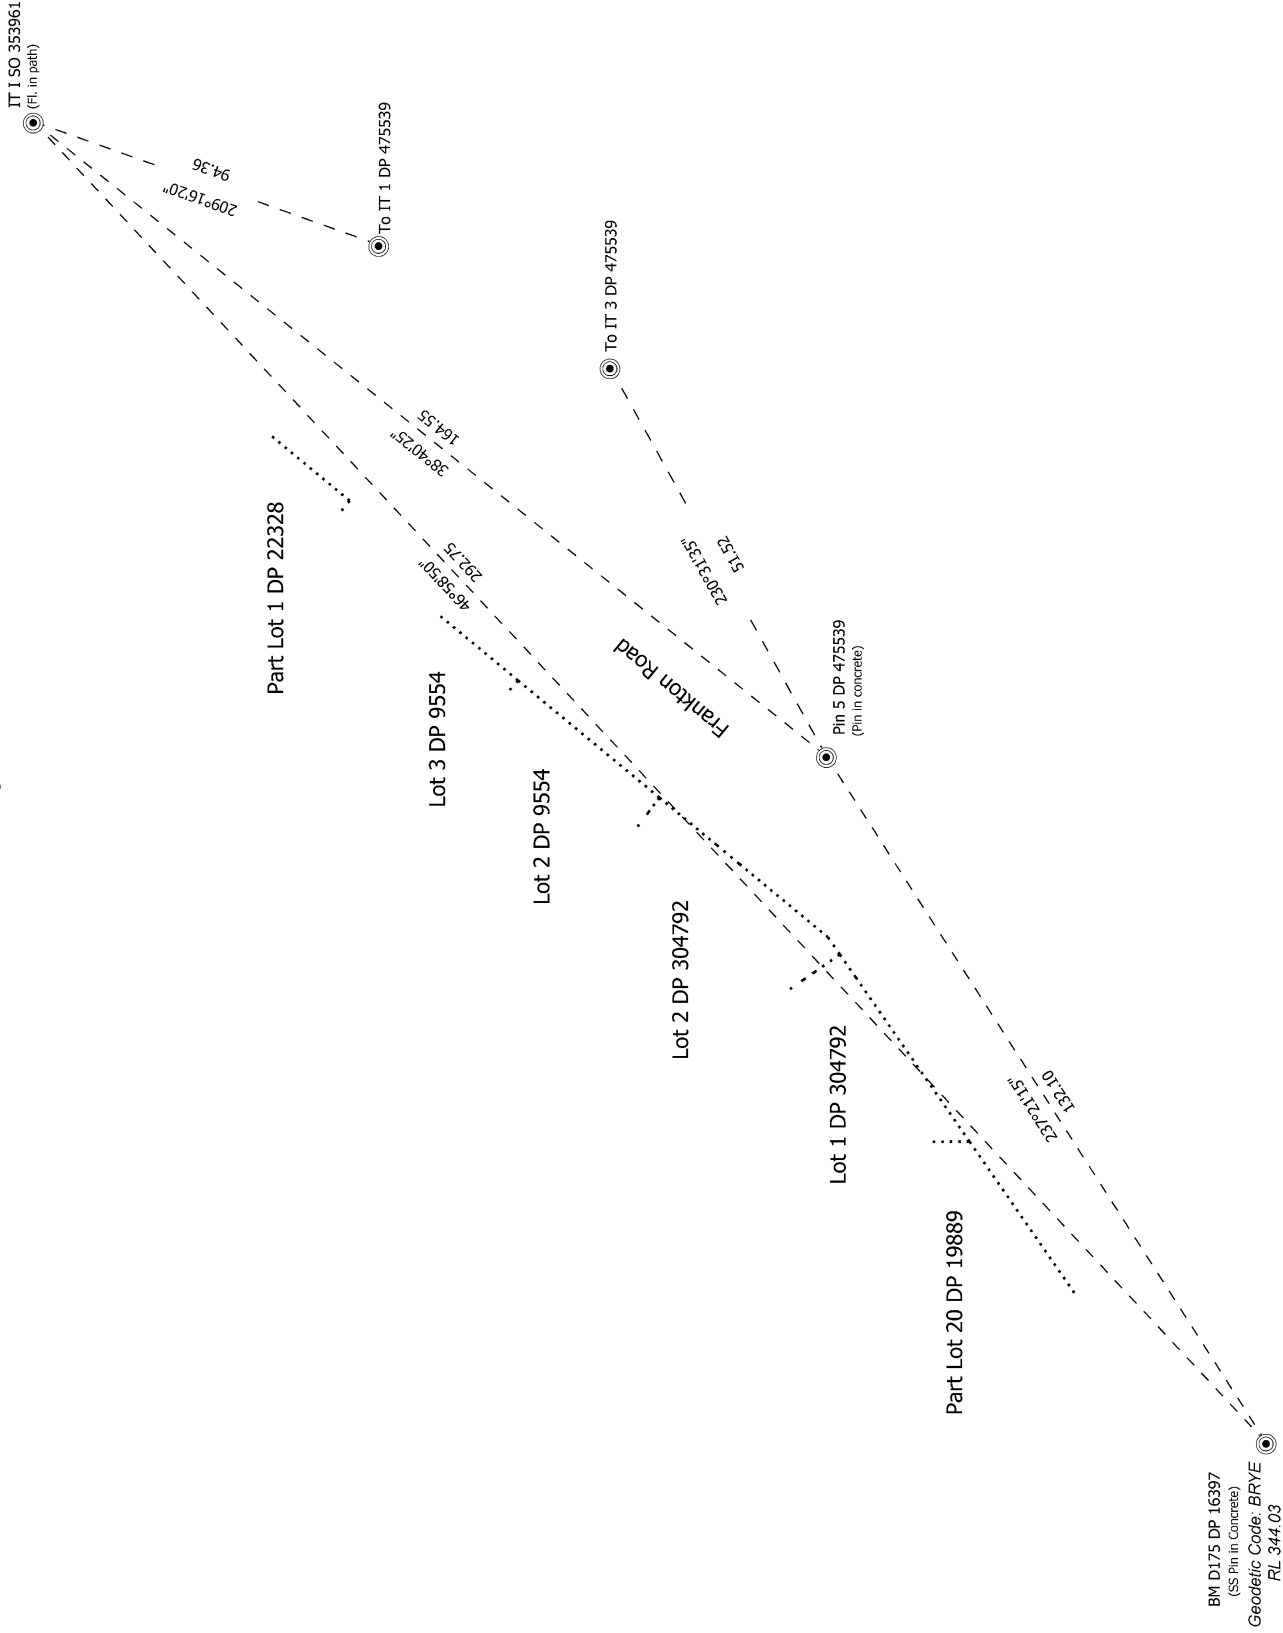 IT I SO 353961
(Fl. in path)
94.36
209°16'20"
To IT 1 DP 475539
To IT 3 DP 475539
164.55
38°40'25"
Part Lot 1 DP 22328
292.75
46°58'50"
51.52
230°31'35"
Frankton Road
Lot 3 DP 9554
Pin 5 DP 475539
(Pin in concrete)
Lot 2 DP 9554
Lot 2 DP 304792
Lot 1 DP 304792
237°21'15"
132.10
Part Lot 20 DP 19889
BM D175 DP 16397
(SS Pin in Concrete)
Geodetic Code: BRYE
RL 344.03